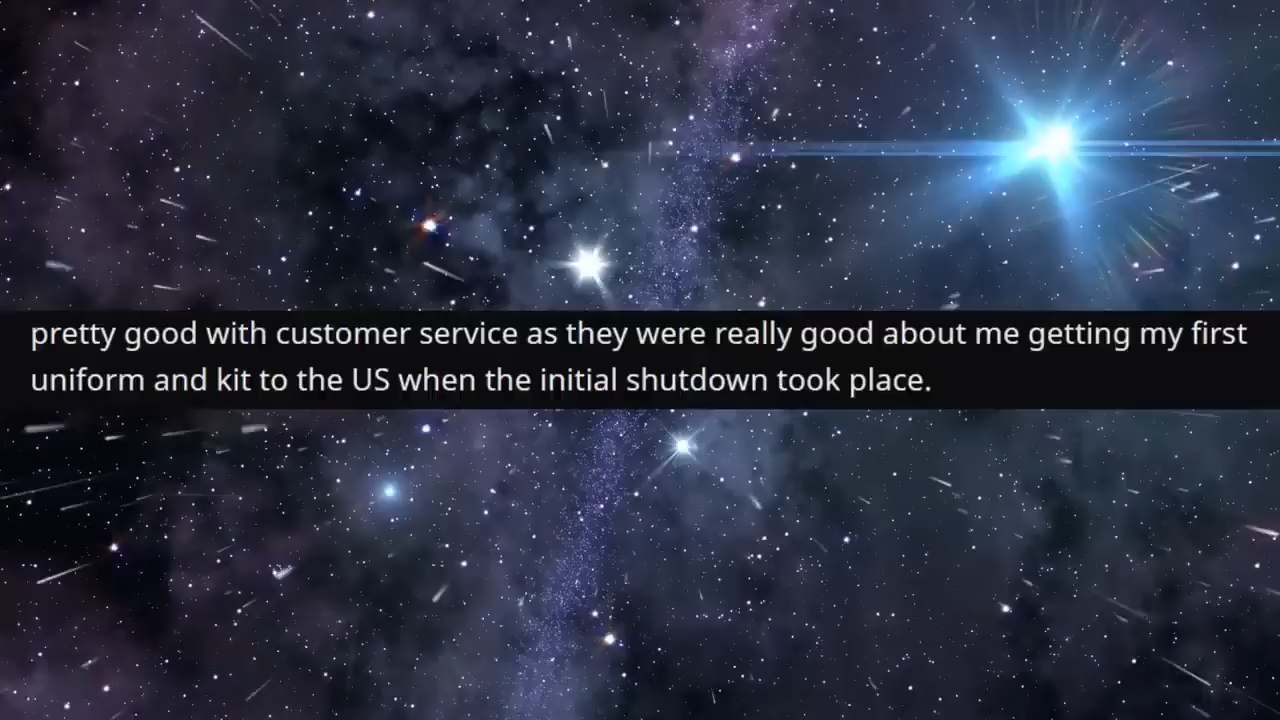 pretty good with customer service as they were really good about me getting my first
uniform and kit to the US when the initial shutdown took place.